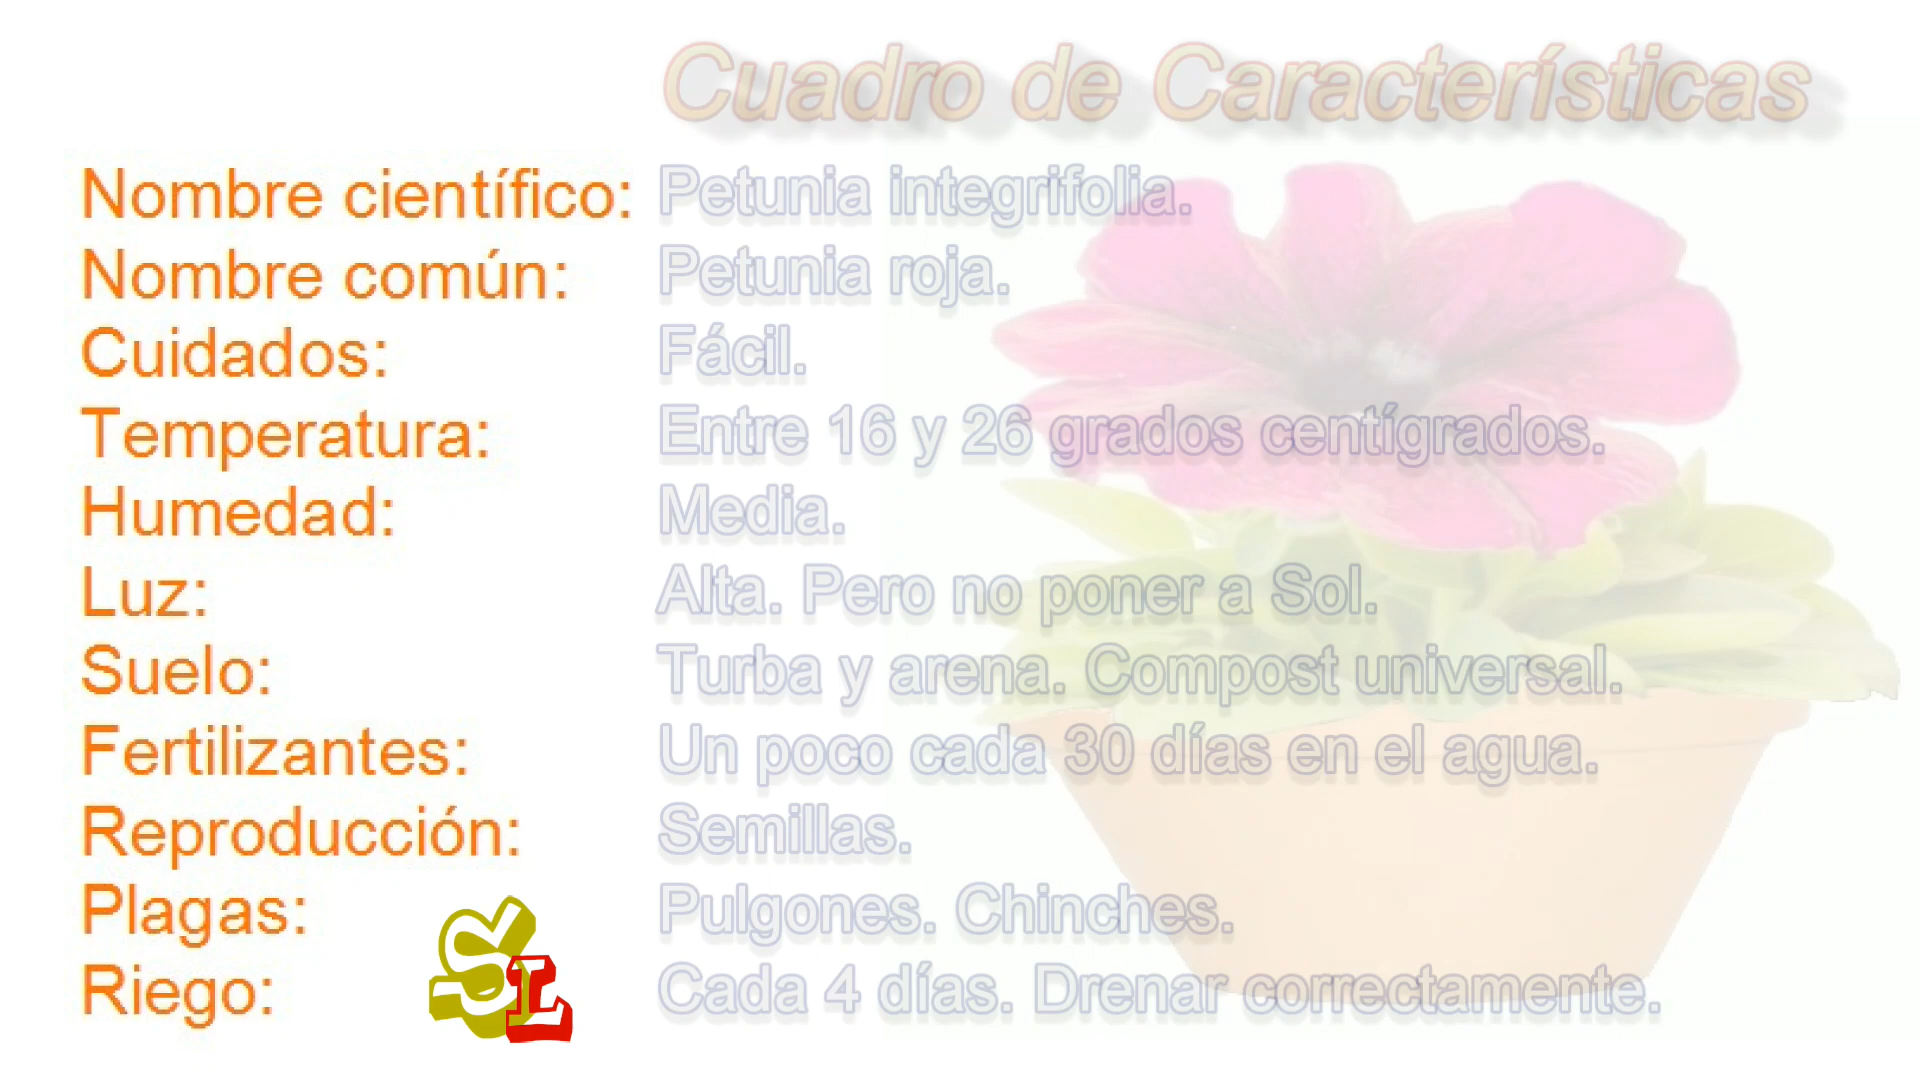 Cuadro de Características
Nombre científico: Petunia integrifolia.
Nombre común: Petunia roja.
Cuidados: Fácil.
Temperatura: Entre 16 y 26 grados centígrados.
Humedad: Media.
Luz: Alta. Pero no poner a Sol.
Suelo: Turba y arena. Compost universal.
Fertilizantes: Un poco cada 30 días en el agua.
Reproducción: Semillas.
Plagas: Pulgones. Chinches.
Riego: Cada 4 días. Drenar correctamente.
SL